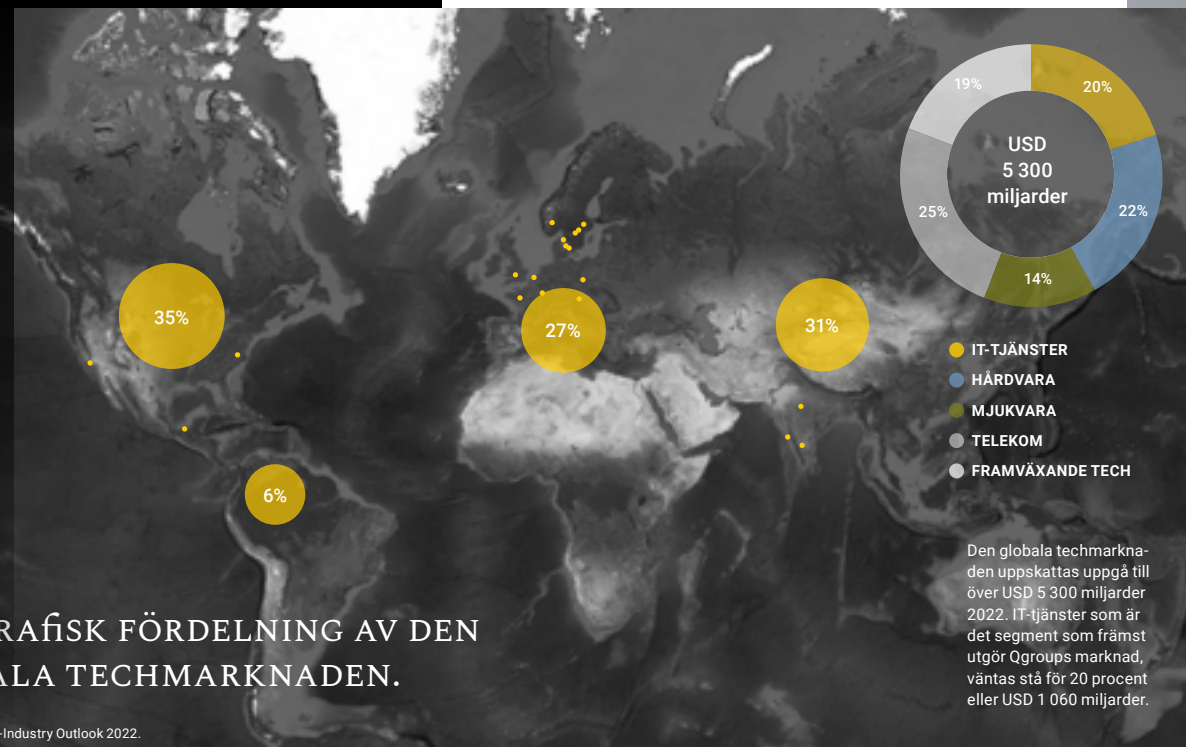 19%
20%
USD
5 300
miljarder
25%
22%
14%
35%
27%
31%
6%
IT-TJÄNSTER
HÅRDVARA
MJUKVARA
TELEKOM
FRAMVÄXANDE TECH
Den globala techmarkna-
den uppskattas uppgå till
över USD 5 300 miljarder
2022. IT-tjänster som är
det segment som främst
utgör Qgroups marknad,
väntas stå för 20 procent
eller USD 1 060 miljarder.
RAfiSK FÖRDELNING AV DEN
ALA TECHMARKNADEN.
-Industry Outlook 2022.